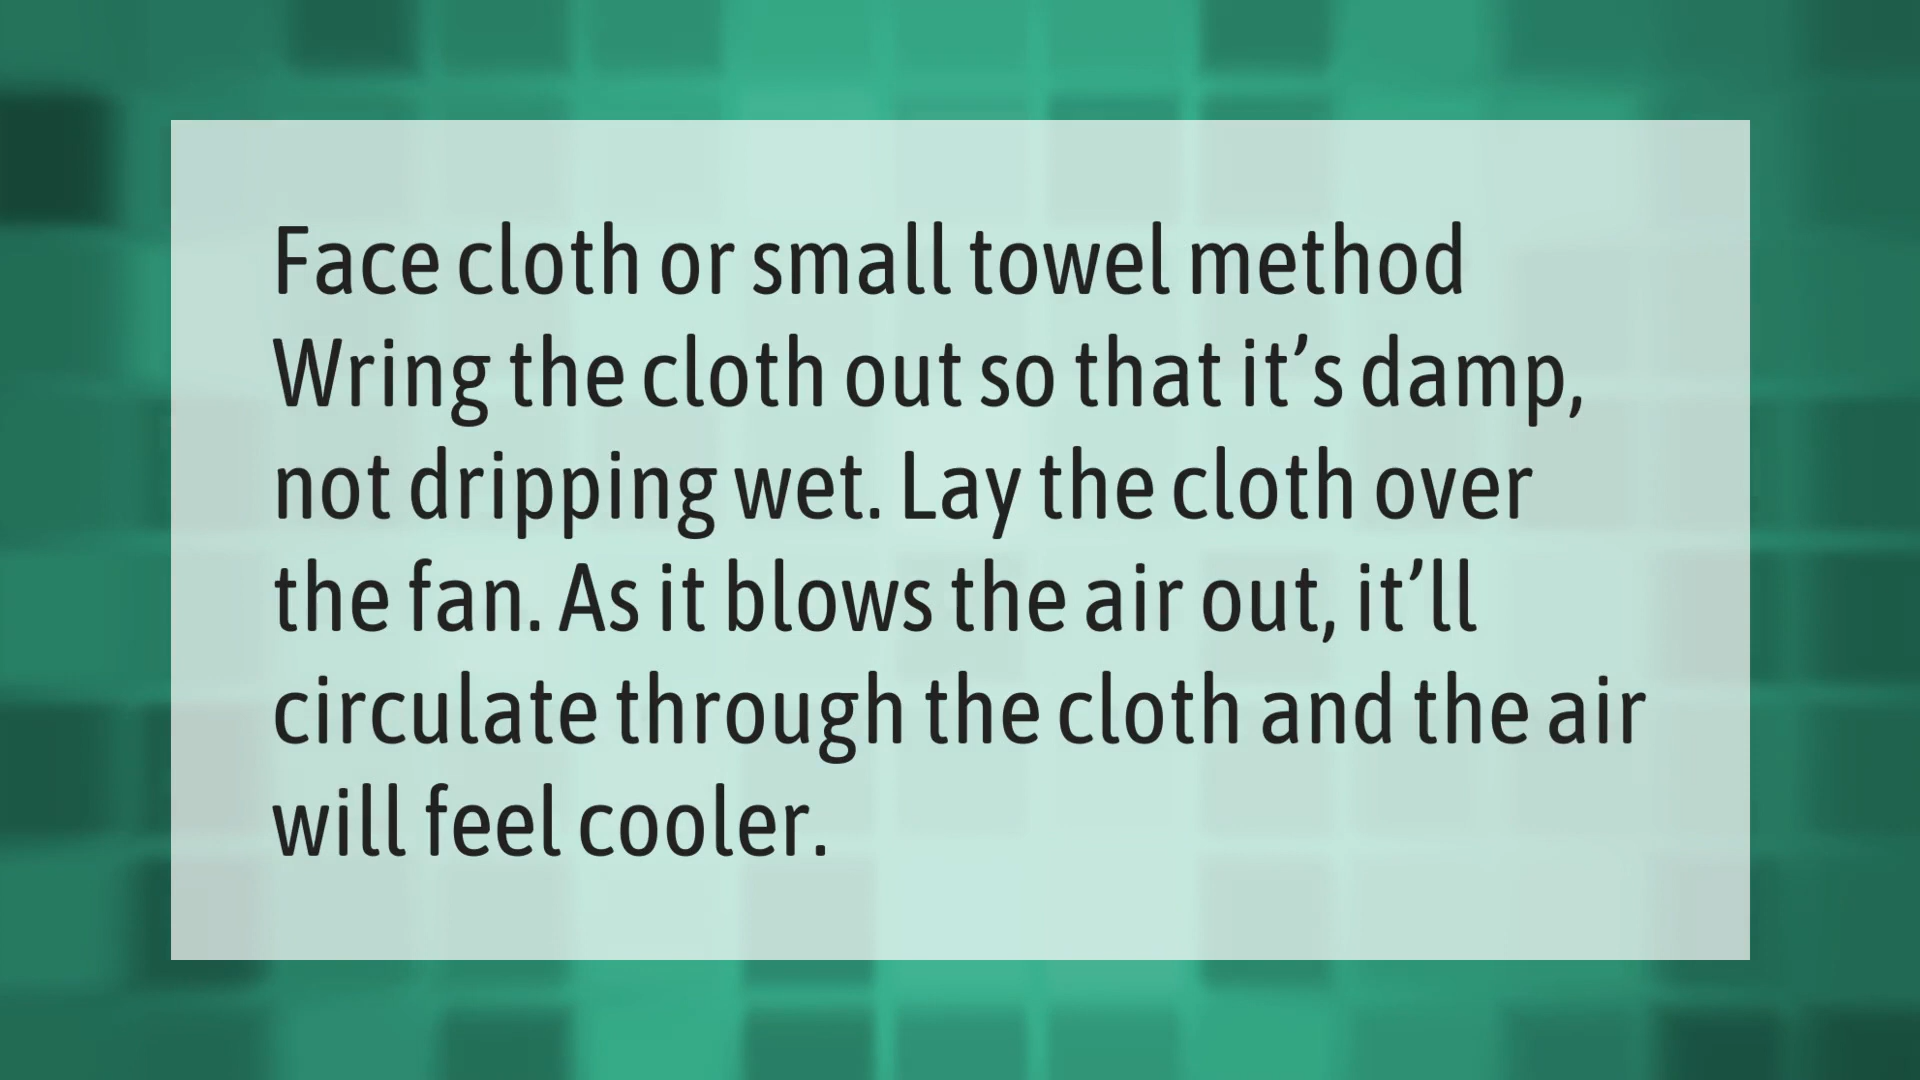 Face cloth or small towel method
Wring the cloth out so that it’s damp,
not dripping wet. Lay the cloth over
the fan. As it blows the air out, it’ll
circulate through the cloth and the air
will feel cooler.